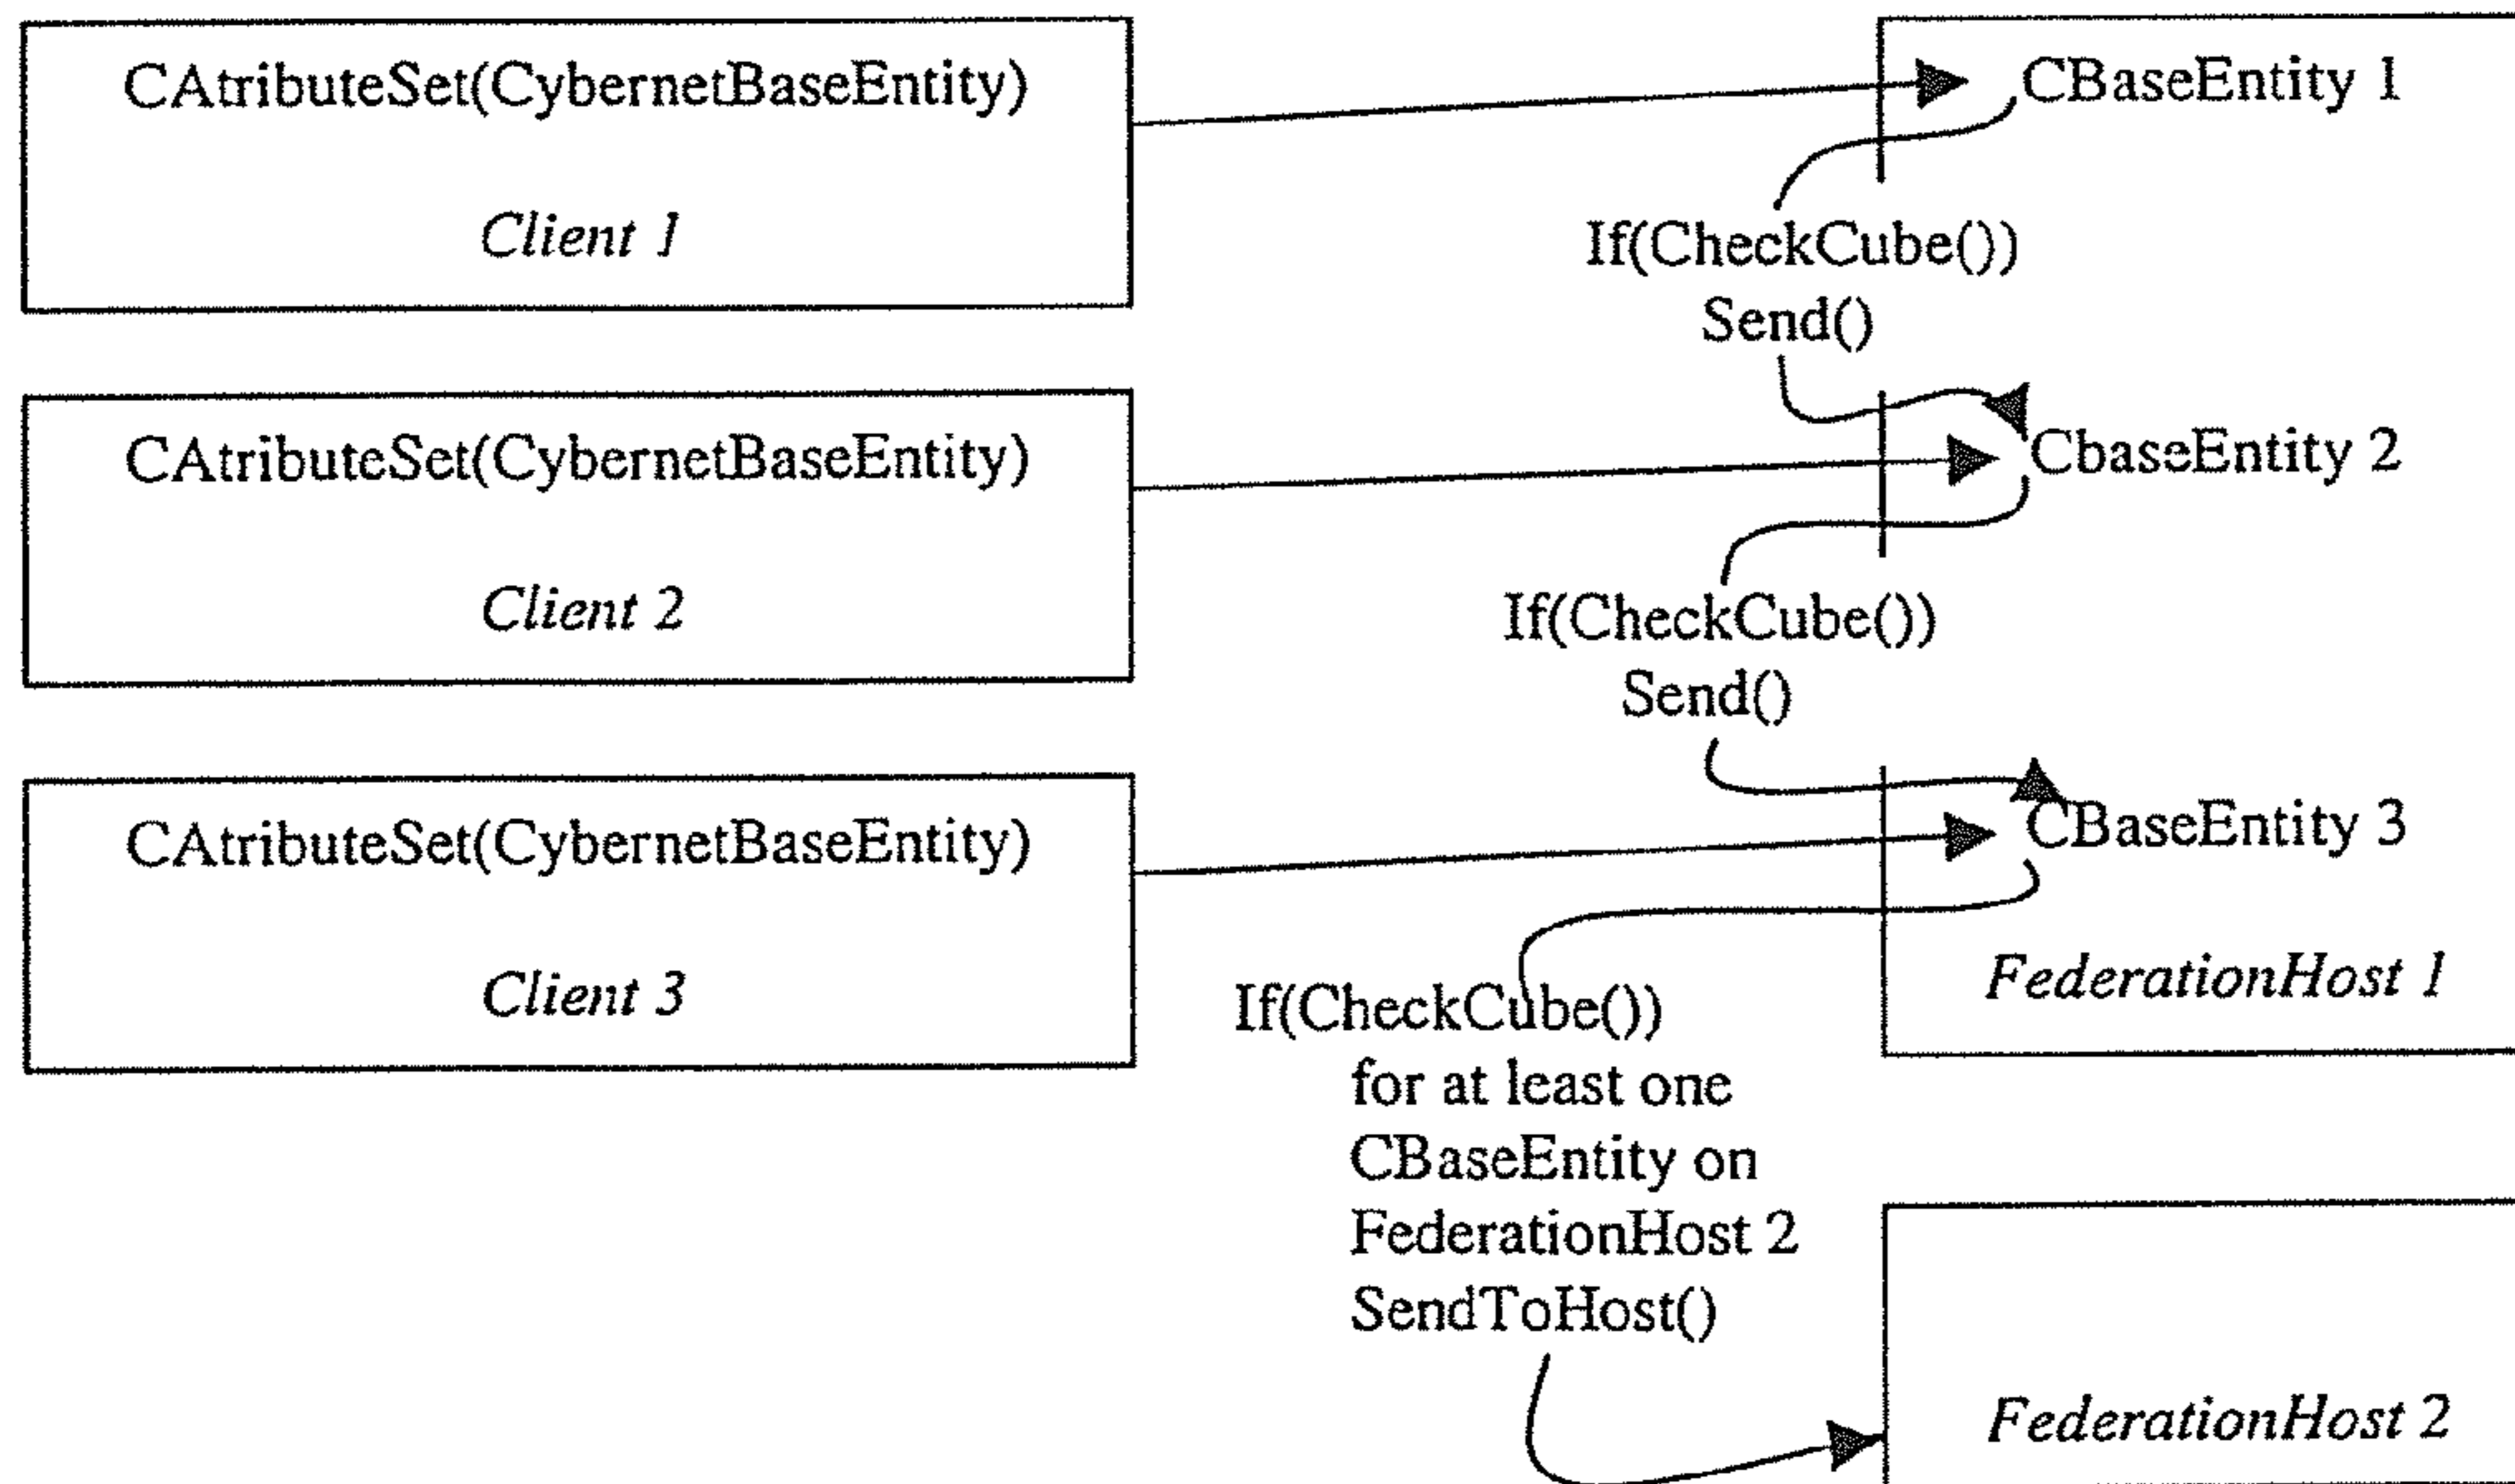 CAtributeSet(CybernetBaseEntity)
Client 1
CBaseEntity 1
If(CheckCube())
Send()
CAtributeSet(CybernetBaseEntity)
Client 2
CbaseEntity 2
If(CheckCube())
Send()
CAtributeSet(CybernetBaseEntity)
Client 3
CBaseEntity 3
FederationHost 1
If(CheckCube())
for at least one
CBaseEntity on
FederationHost 2
SendToHost()
FederationHost 2